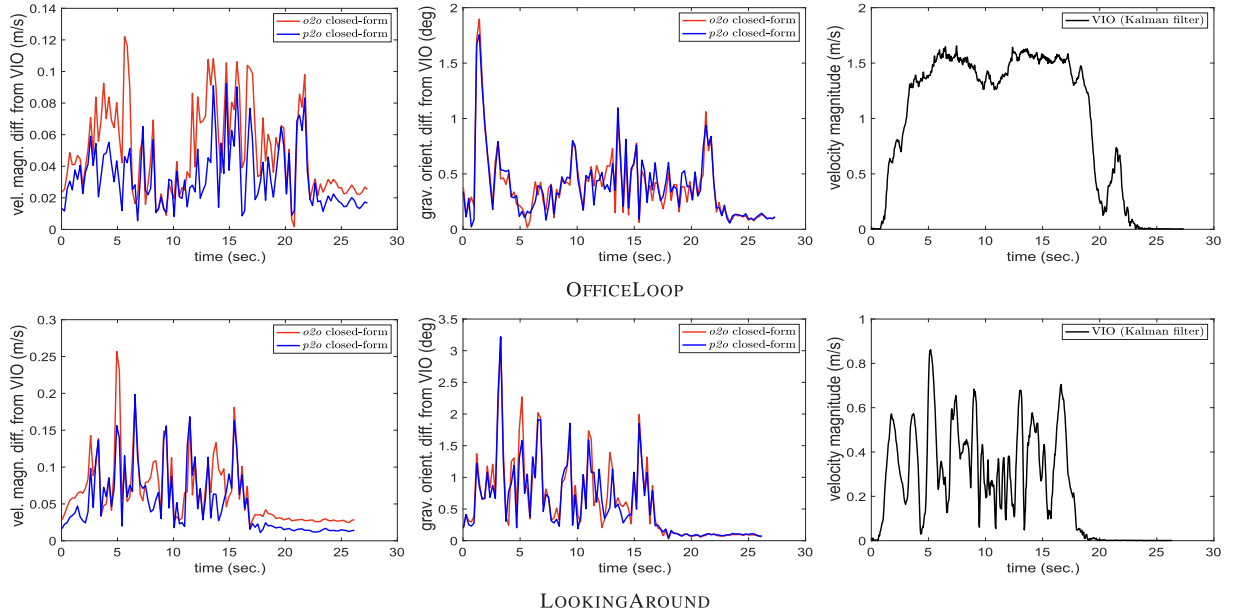 vel. magn. diff. from VIO (m/s)
0.14
0.12
0.1
0.08
0.06
0.04
0.02
0
0 5 10 15 20 25 30
time (sec.)
o2o closed-form
p2o closed-form
grav. orient. diff. from VIO (deg)
2
1.5
1
0.5
0
0 5 10 15 20 25 30
time (sec.)
o2o closed-form
p2o closed-form
velocity magnitude (m/s)
2
1.5
1
0.5
0
0 5 10 15 20 25 30
time (sec.)
VIO (Kalman filter)
OFFICELOOP
vel. magn. diff. from VIO (m/s)
0.3
0.25
0.2
0.15
0.1
0.05
0
0 5 10 15 20 25 30
time (sec.)
o2o closed-form
p2o closed-form
grav. orient. diff. from VIO (deg)
3.5
3
2.5
2
1.5
1
0.5
0
0 5 10 15 20 25 30
time (sec.)
o2o closed-form
p2o closed-form
velocity magnitude (m/s)
1
0.8
0.6
0.4
0.2
0
0 5 10 15 20 25 30
time (sec.)
VIO (Kalman filter)
LOOKINGAROUND